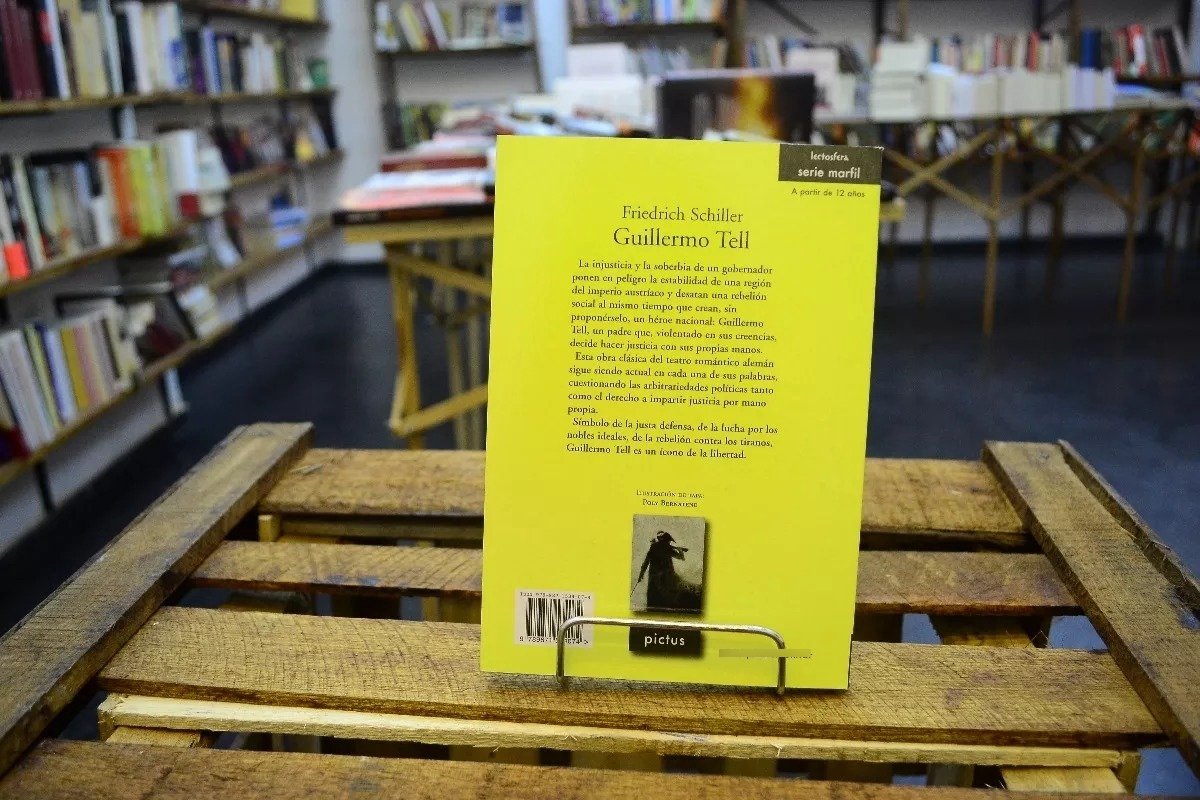 lectosfera
serie marfil
A partir de 12 años
Friedrich Schiller
Guillermo Tell
La injusticia y la soberbia de un gobernador
ponen en peligro la estabilidad de una región
del imperio austríaco y desatan una rebelión
social al mismo tiempo que crean, sin
proponérselo, un héroe nacional: Guillermo
Tell, un padre que, violentado en sus creencias,
decide hacer justicia con sus propias manos.
Esta obra clásica del teatro romántico alemán
sigue siendo actual en cada una de sus palabras,
cuestionando las arbitrariedades políticas tanto
como el derecho a impartir justicia por mano
propia.
Símbolo de la justa defensa, de la lucha por los
nobles ideales, de la rebelión contra los tiranos,
Guillermo Tell es un ícono de la libertad.
Ilustración de tapa:
Poly Bernatene
pictus